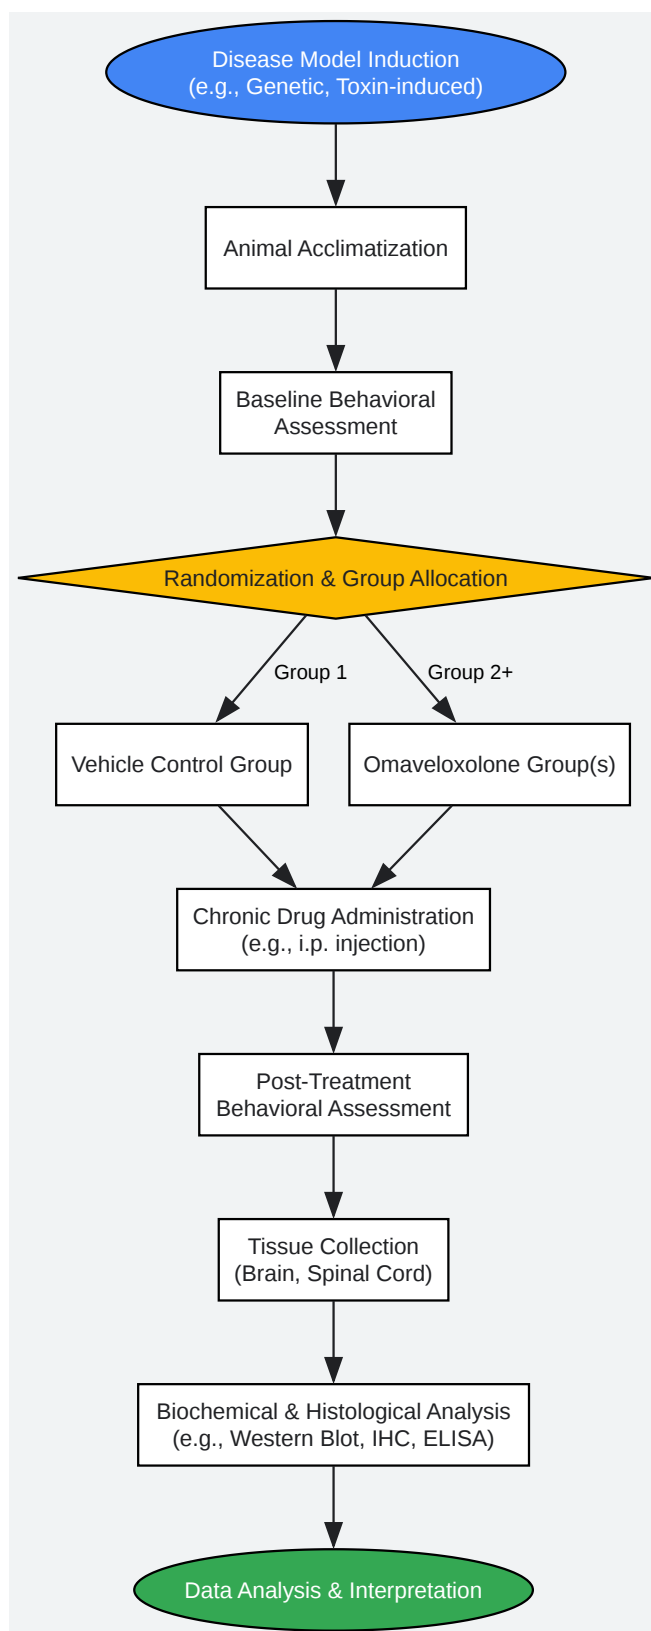 Disease Model Induction
(e.g., Genetic, Toxin-induced)
Animal Acclimatization
Baseline Behavioral
Assessment
Randomization & Group Allocation
Group 1
Group 2+
Vehicle Control Group
Omaveloxolone Group(s)
Chronic Drug Administration
(e.g., i.p. injection)
Post-Treatment
Behavioral Assessment
Tissue Collection
(Brain, Spinal Cord)
Biochemical & Histological Analysis
(e.g., Western Blot, IHC, ELISA)
Data Analysis & Interpretation